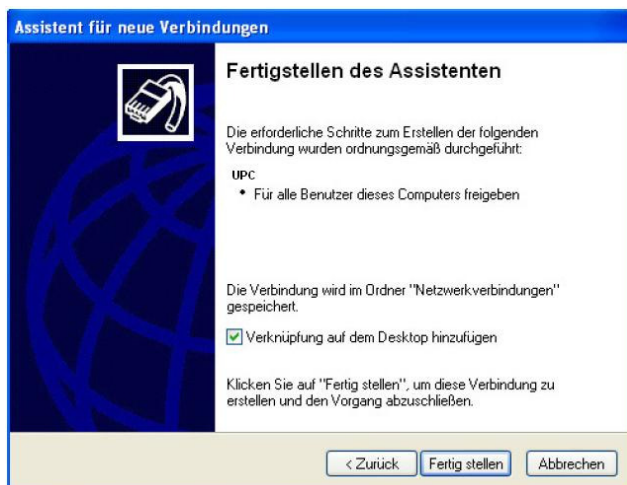 Assistent für neue Verbindungen
Fertigstellen des Assistenten
Die erforderliche Schritte zum Erstellen der folgenden
Verbindung wurden ordnungsgemäß durchgeführt:
UPC
• Für alle Benutzer dieses Computers freigeben
Die Verbindung wird im Ordner "Netzwerkverbindungen"
gespeichert.
Verknüpfung auf dem Desktop hinzufügen
Klicken Sie auf "Fertig stellen", um diese Verbindung zu
erstellen und den Vorgang abzuschließen.
< Zurück Fertig stellen Abbrechen